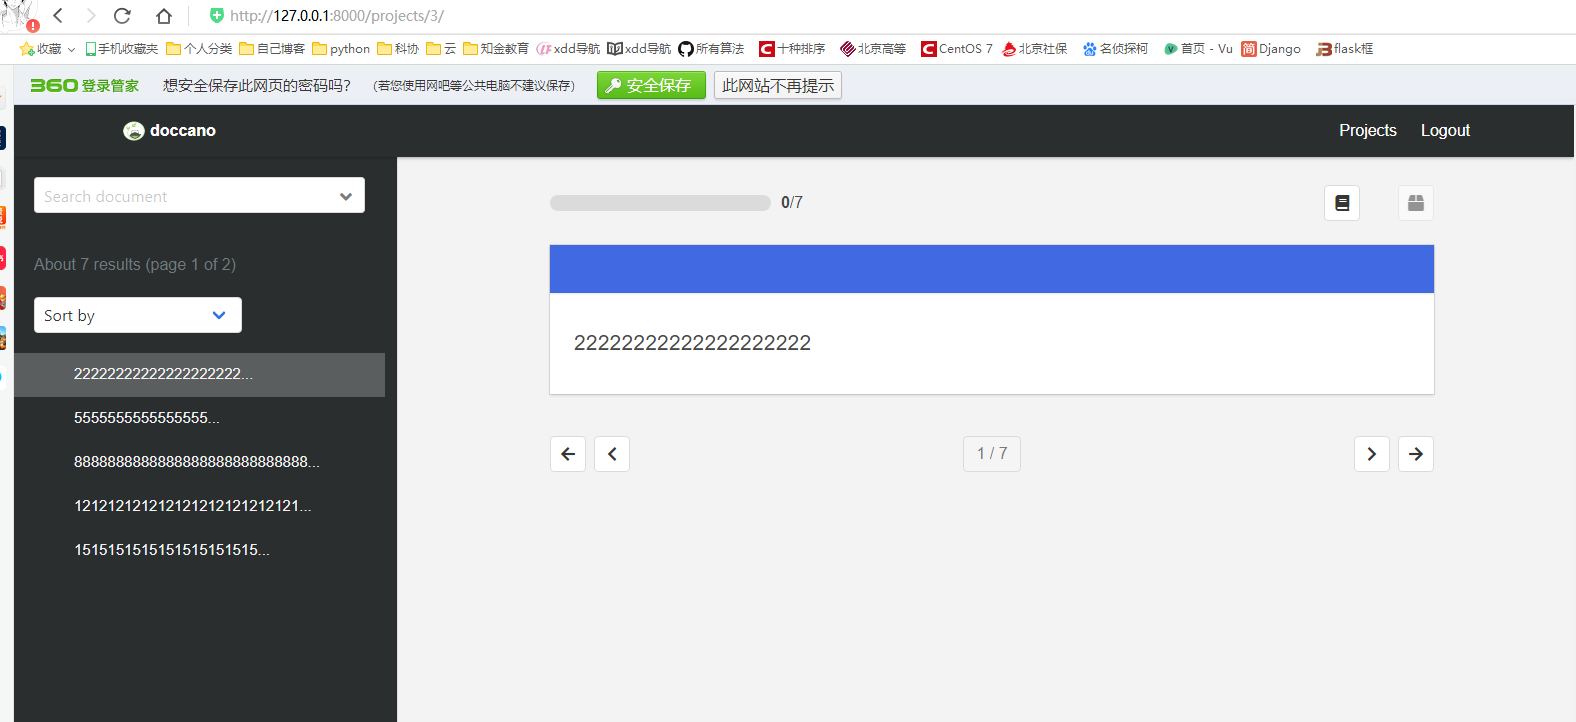 http://127.0.0.1:8000/projects/3/
收藏 手机收藏夹 个人分类 自己博客 python 科协 云 知金教育 xdd导航 xdd导航 所有算法 十种排序 北京高等 CentOS 7 北京社保 名侦探柯 首页 - Vu Django flask框
360 登录管家 想安全保存此网页的密码吗? (若您使用网吧等公共电脑不建议保存) 安全保存 此网站不再提示
doccano Projects Logout
Search document
0/7
About 7 results (page 1 of 2)
Sort by
22222222222222222222
22222222222222222222...
5555555555555555...
8888888888888888888888888888...
1212121212121212121212121212121...
1515151515151515151515...
1 / 7